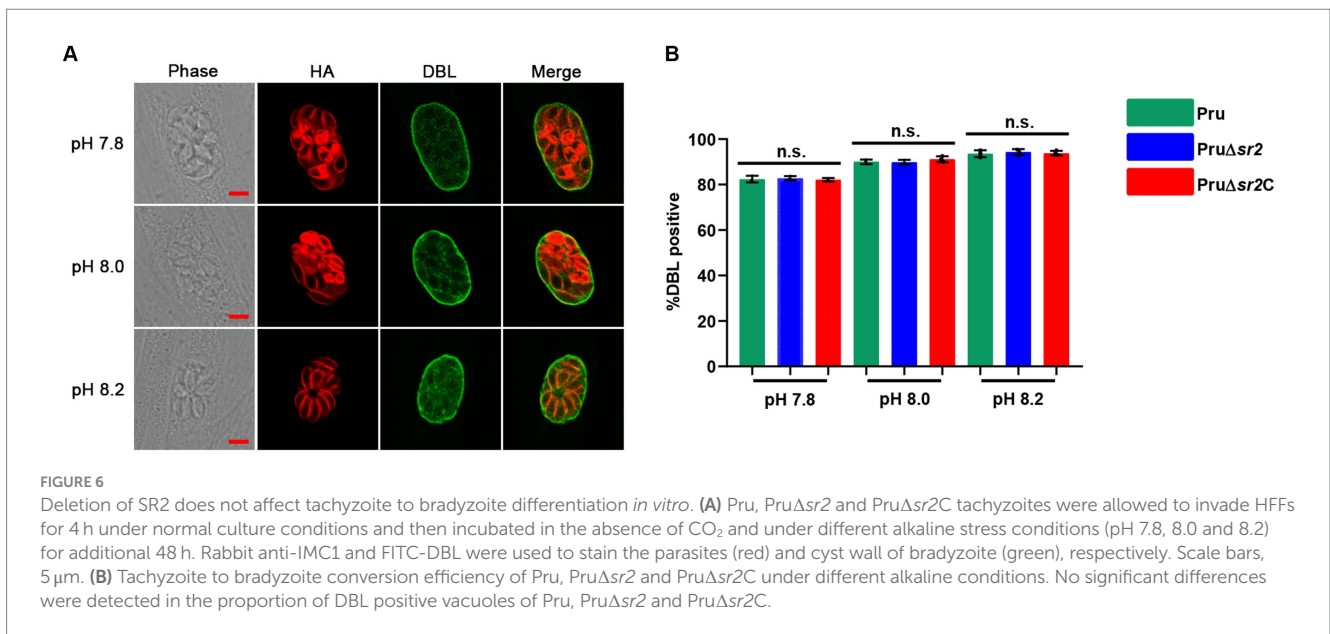 A
Phase HA DBL Merge
pH 7.8
pH 8.0
pH 8.2
B
%DBL positive
100
80
60
40
20
0
n.s.
n.s.
n.s.
pH 7.8 pH 8.0 pH 8.2
Pru
PruΔsr2
PruΔsr2C
FIGURE 6
Deletion of SR2 does not affect tachyzoite to bradyzoite differentiation in vitro. (A) Pru, PruΔsr2 and PruΔsr2C tachyzoites were allowed to invade HFFs
for 4 h under normal culture conditions and then incubated in the absence of CO₂ and under different alkaline stress conditions (pH 7.8, 8.0 and 8.2)
for additional 48 h. Rabbit anti-IMC1 and FITC-DBL were used to stain the parasites (red) and cyst wall of bradyzoite (green), respectively. Scale bars,
5 μm. (B) Tachyzoite to bradyzoite conversion efficiency of Pru, PruΔsr2 and PruΔsr2C under different alkaline conditions. No significant differences
were detected in the proportion of DBL positive vacuoles of Pru, PruΔsr2 and PruΔsr2C.